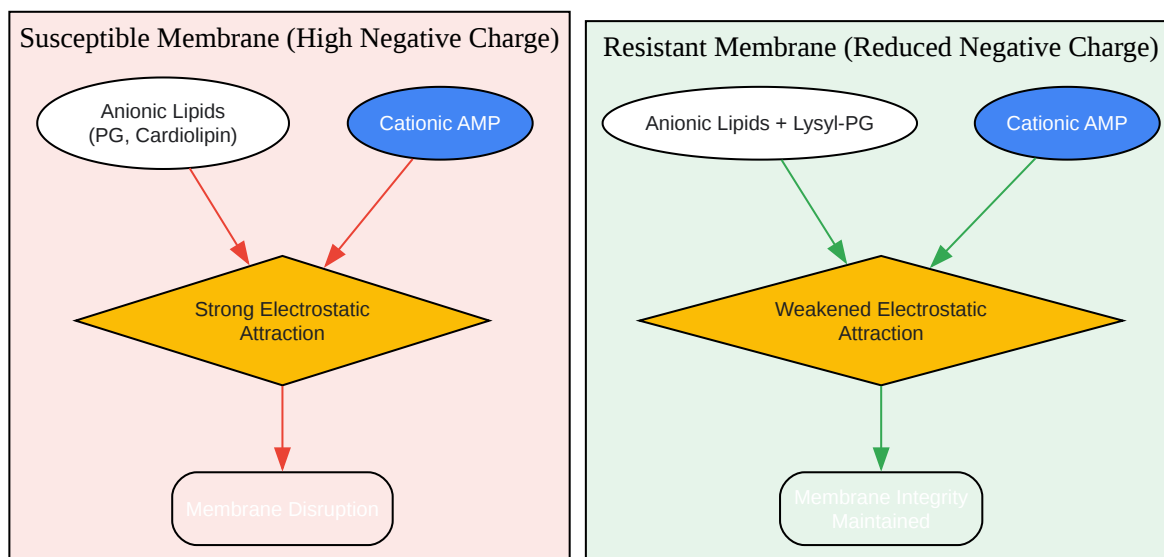 Susceptible Membrane (High Negative Charge)
Anionic Lipids
(PG, Cardiolipin)
Cationic AMP
Strong Electrostatic
Attraction
Membrane Disruption
Resistant Membrane (Reduced Negative Charge)
Anionic Lipids + Lysyl-PG
Cationic AMP
Weakened Electrostatic
Attraction
Membrane Integrity
Maintained